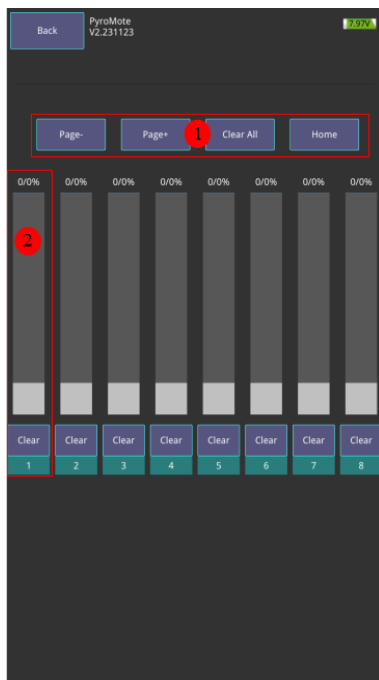 Back
PyroMote
V2.231123
7.97V
Page-
Page+
1
Clear All
Home
0/0% 0/0% 0/0% 0/0% 0/0% 0/0% 0/0% 0/0%
2
Clear Clear Clear Clear Clear Clear Clear Clear
1 2 3 4 5 6 7 8